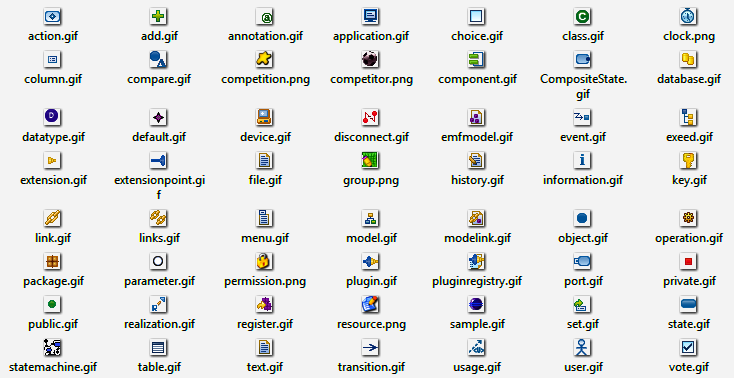 action.gif add.gif annotation.gif application.gif choice.gif class.gif clock.png
column.gif compare.gif competition.png competitor.png component.gif CompositeState.
gif database.gif
datatype.gif default.gif device.gif disconnect.gif emfmodel.gif event.gif exeed.gif
extension.gif extensionpoint.gi
f file.gif group.png history.gif information.gif key.gif
link.gif links.gif menu.gif model.gif modelink.gif object.gif operation.gif
package.gif parameter.gif permission.png plugin.gif pluginregistry.gif port.gif private.gif
public.gif realization.gif register.gif resource.png sample.gif set.gif state.gif
statemachine.gif table.gif text.gif transition.gif usage.gif user.gif vote.gif